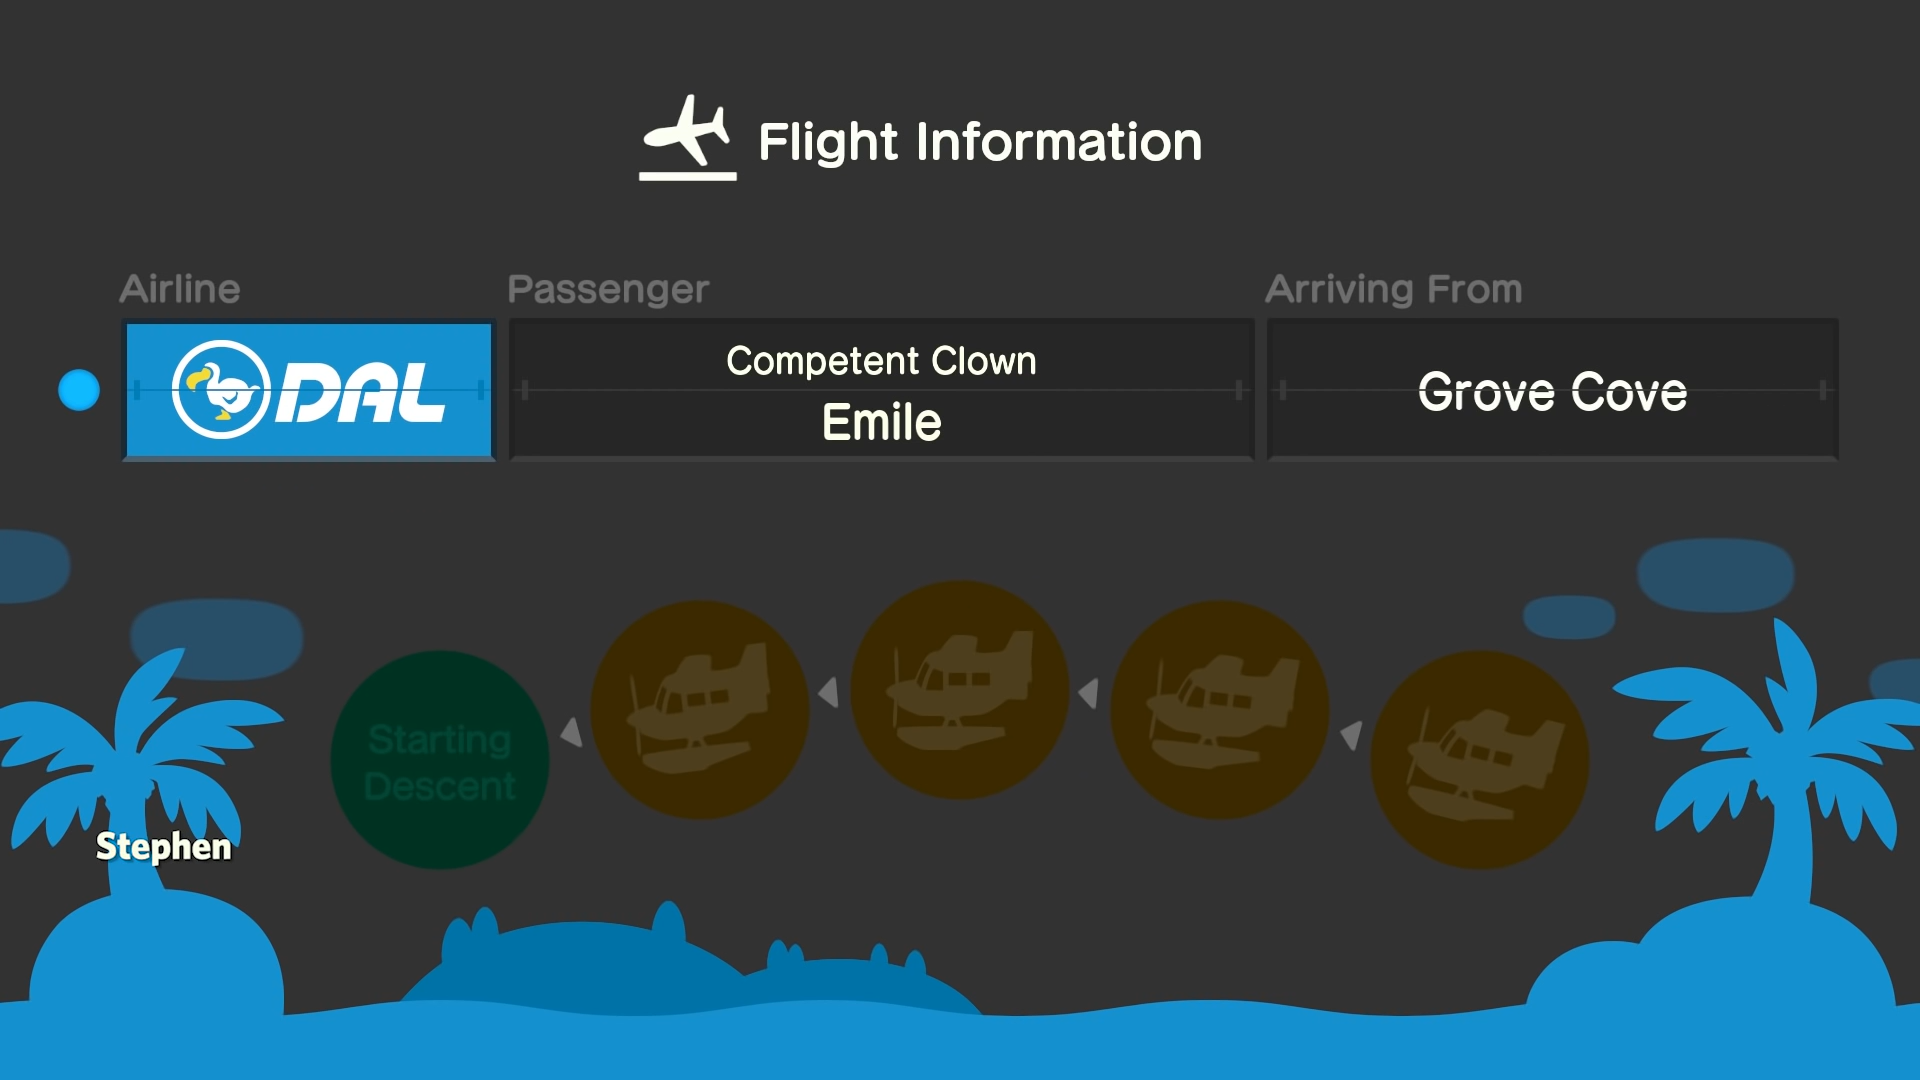 Flight Information
Airline
Passenger
Arriving From
DAL
Competent Clown
Emile
Grove Cove
Starting
Descent
Stephen